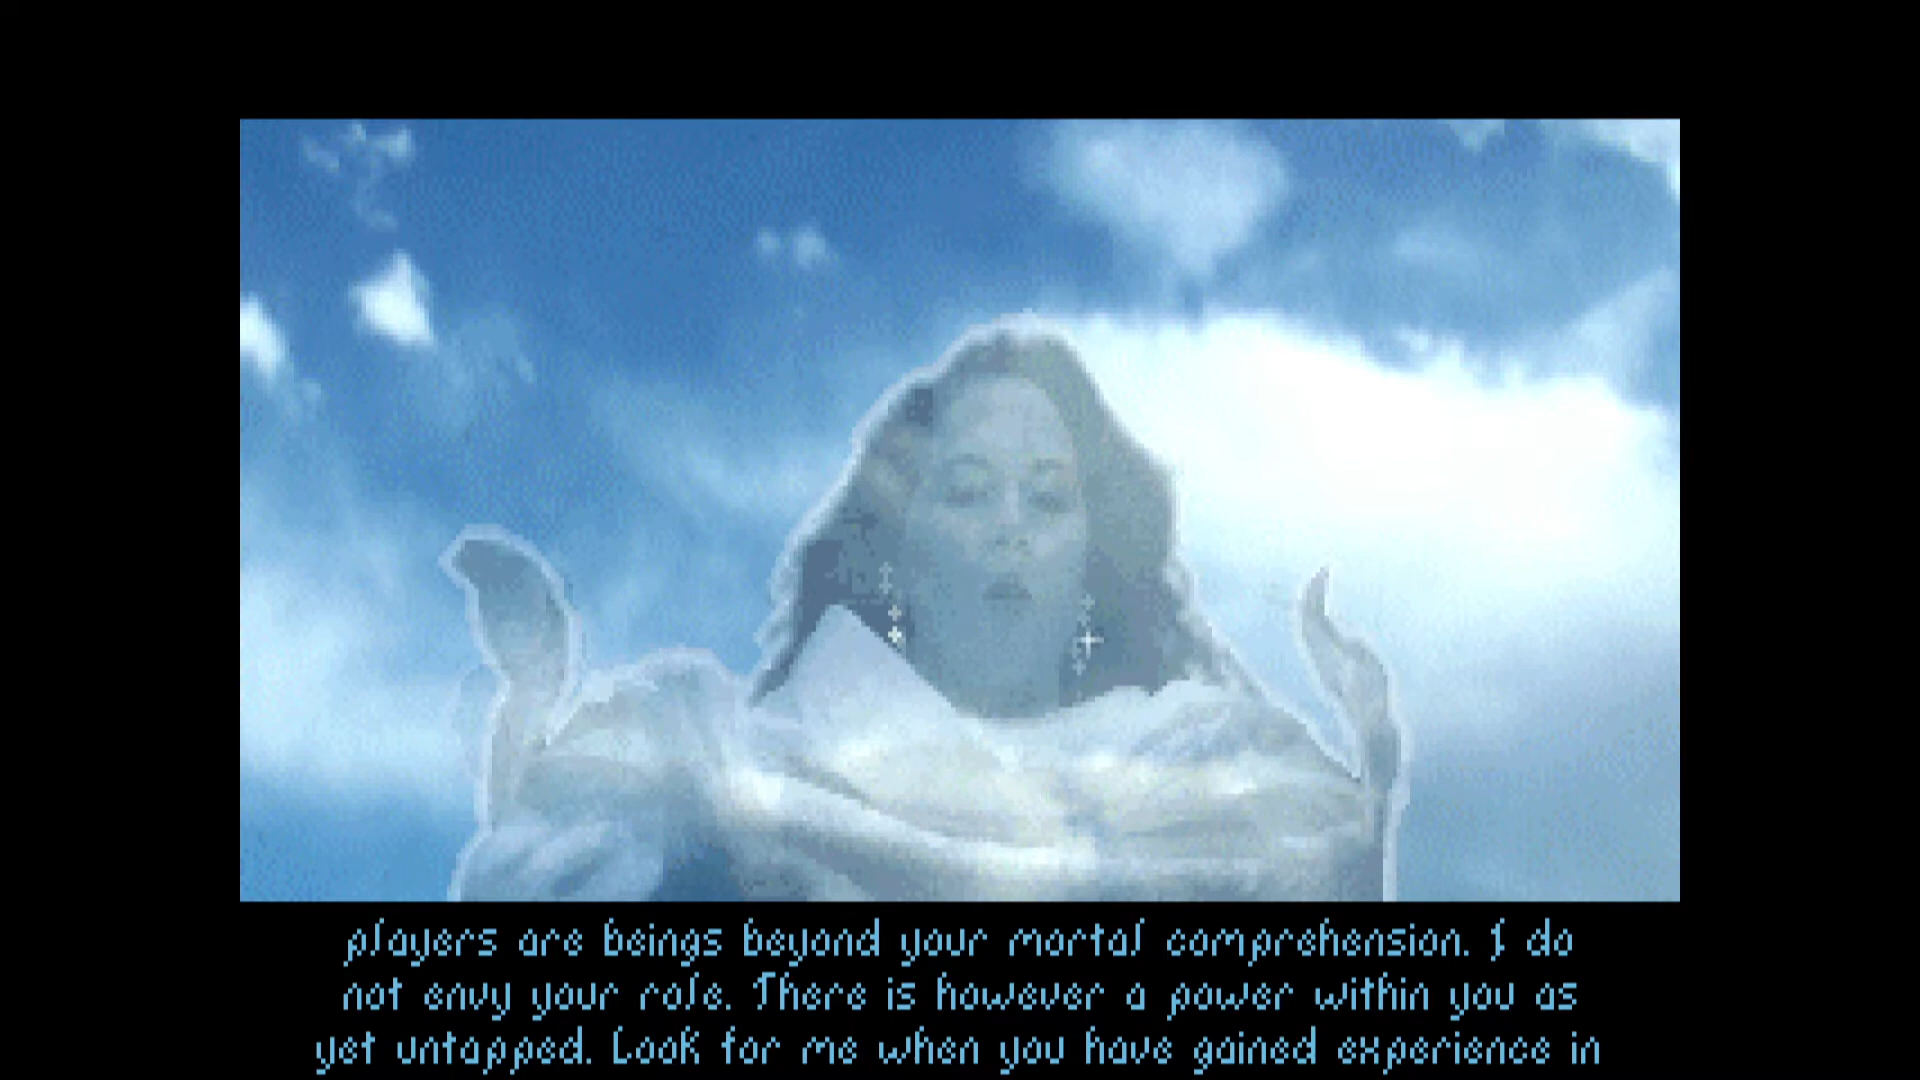 players are beings beyond your mortal comprehension. I do
not envy your role. There is however a power within you as
yet untapped. Look for me when you have gained experience in